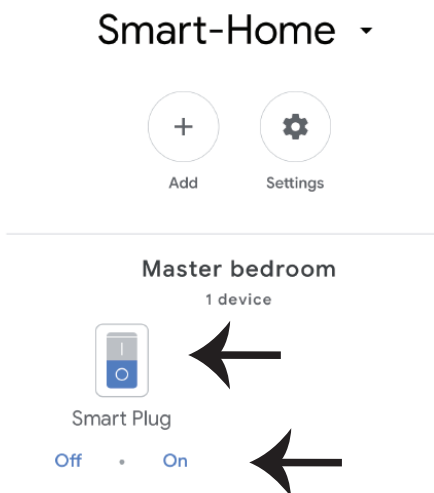 Smart-Home
Add Settings
Master bedroom
1 device
Smart Plug
Off • On